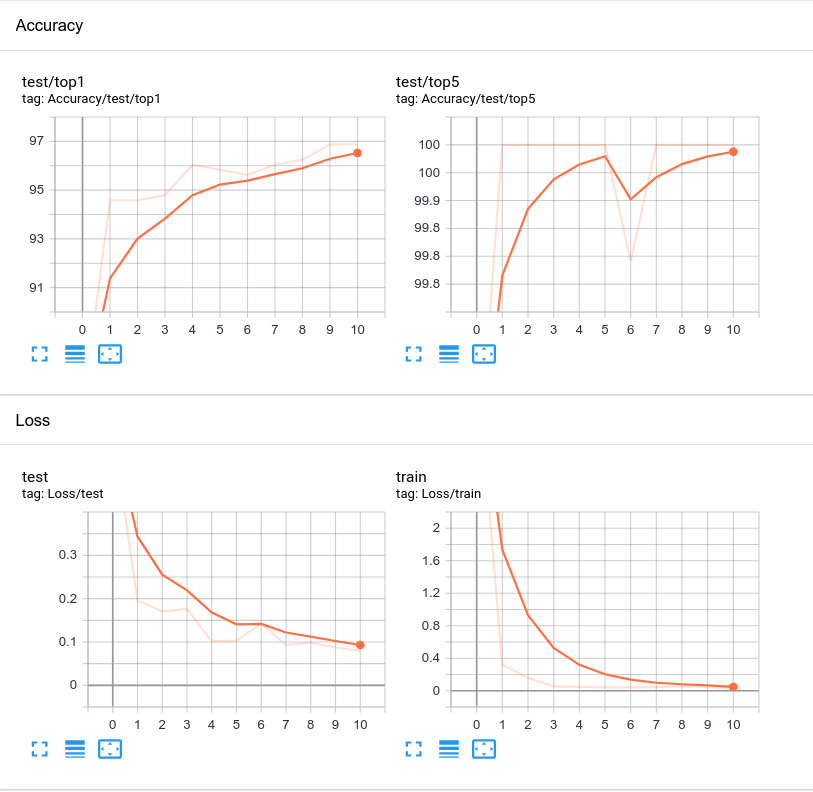 Accuracy
test/top1
tag: Accuracy/test/top1
97
95
93
91
0 1 2 3 4 5 6 7 8 9 10
test/top5
tag: Accuracy/test/top5
100
100
99.9
99.8
99.8
99.8
0 1 2 3 4 5 6 7 8 9 10
Loss
test
tag: Loss/test
0.3
0.2
0.1
0
0 1 2 3 4 5 6 7 8 9 10
train
tag: Loss/train
2
1.6
1.2
0.8
0.4
0
0 1 2 3 4 5 6 7 8 9 10